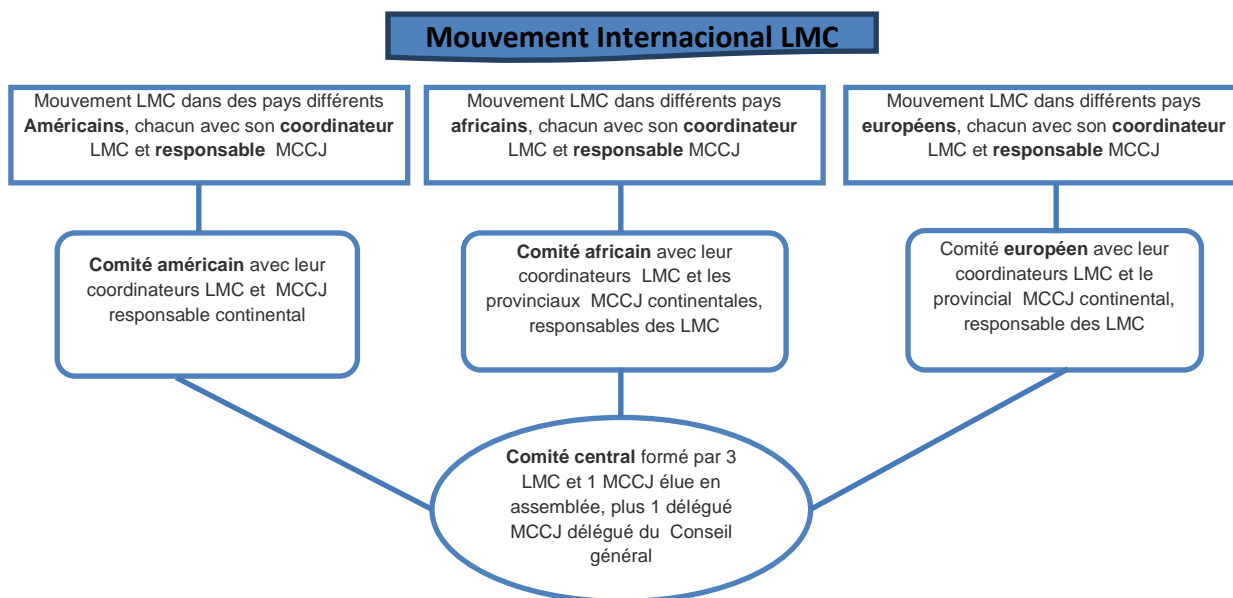 Mouvement Internacional LMC
Mouvement LMC dans des pays différents
Américains, chacun avec son coordinateur
LMC et responsable MCCJ
Mouvement LMC dans différents pays
africains, chacun avec son coordinateur
LMC et responsable MCCJ
Mouvement LMC dans différents pays
européens, chacun avec son coordinateur
LMC et responsable MCCJ
Comité américain avec leur
coordinateurs LMC et MCCJ
responsable continental
Comité africain avec leur
coordinateurs LMC et les
provinciaux MCCJ continentales,
responsables des LMC
Comité européen avec leur
coordinateurs LMC et le
provincial MCCJ continental,
responsable des LMC
Comité central formé par 3
LMC et 1 MCCJ élue en
assemblée, plus 1 délégué
MCCJ délégué du Conseil
général